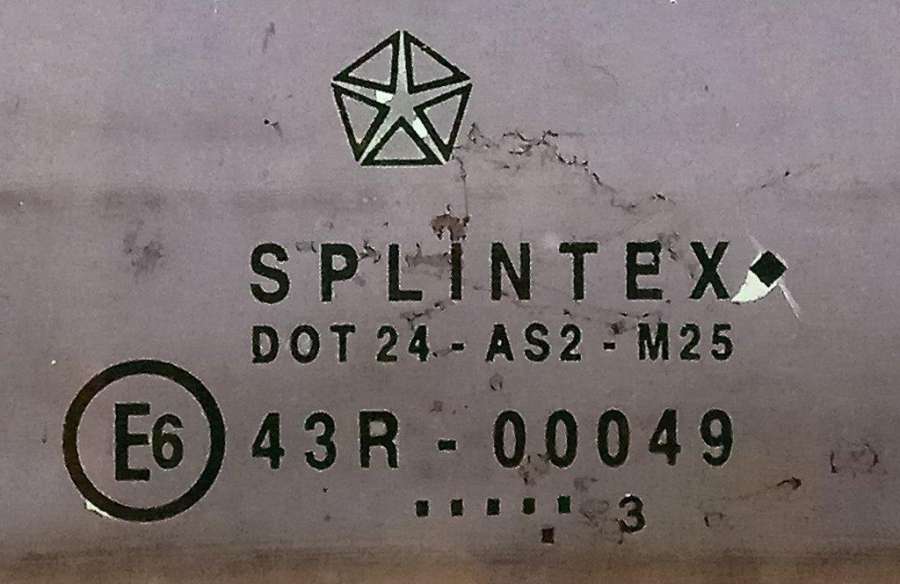 SPLINTEX
DOT 24 - AS2 - M25
E6 43R - 00049
..... 3